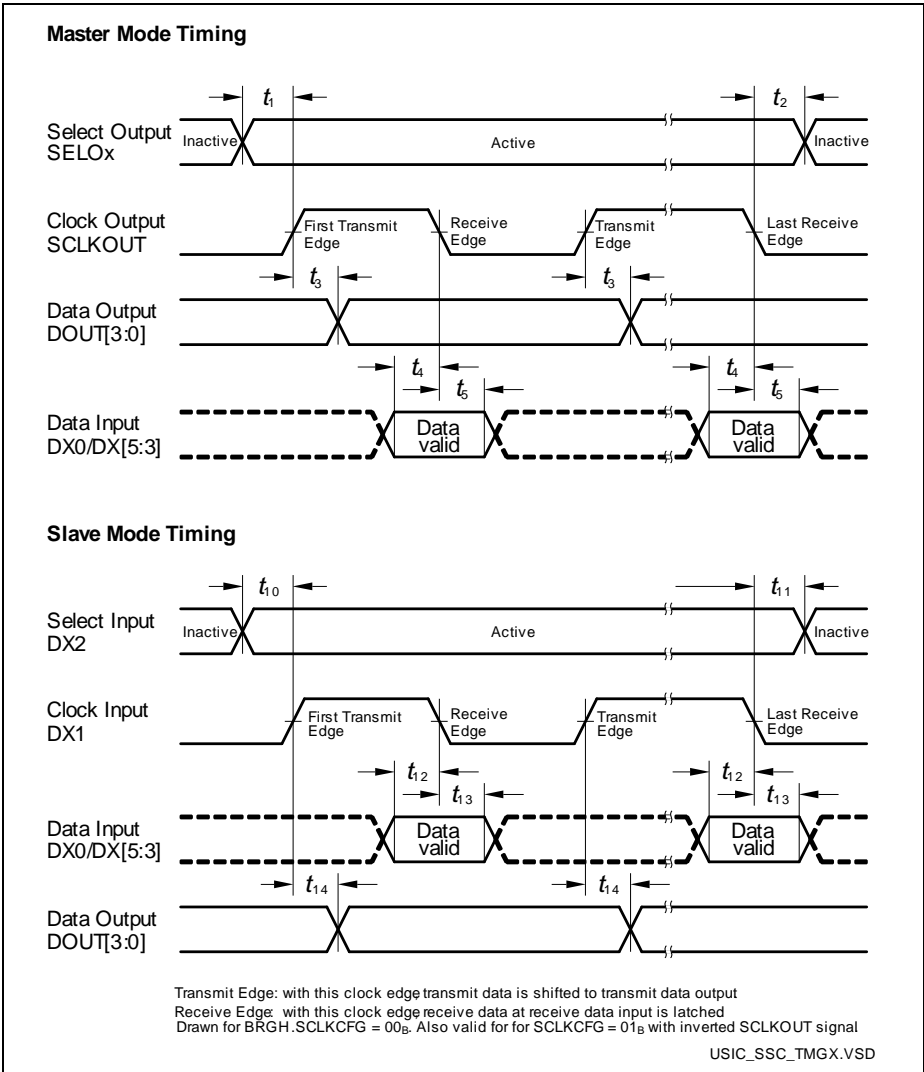 Master Mode Timing
t1
t2
Select Output
SELOx
Inactive
Active
Inactive
Clock Output
SCLKOUT
First Transmit
Edge
Receive
Edge
Transmit
Edge
Last Receive
Edge
t3
t3
Data Output
DOUT[3:0]
t4
t5
t4
t5
Data Input
DX0/DX[5:3]
Data
valid
Data
valid
Slave Mode Timing
t10
t11
Select Input
DX2
Inactive
Active
Inactive
Clock Input
DX1
First Transmit
Edge
Receive
Edge
Transmit
Edge
Last Receive
Edge
t12
t13
t12
t13
Data Input
DX0/DX[5:3]
Data
valid
Data
valid
t14
t14
Data Output
DOUT[3:0]
Transmit Edge: with this clock edge, transmit data is shifted to transmit data output
Receive Edge: with this clock edge, receive data at receive data input is latched
Drawn for BRGH.SCLKCFG = 00B. Also valid for for SCLKCFG = 01B with inverted SCLKOUT signal.
USIC_SSC_TMGX.VSD